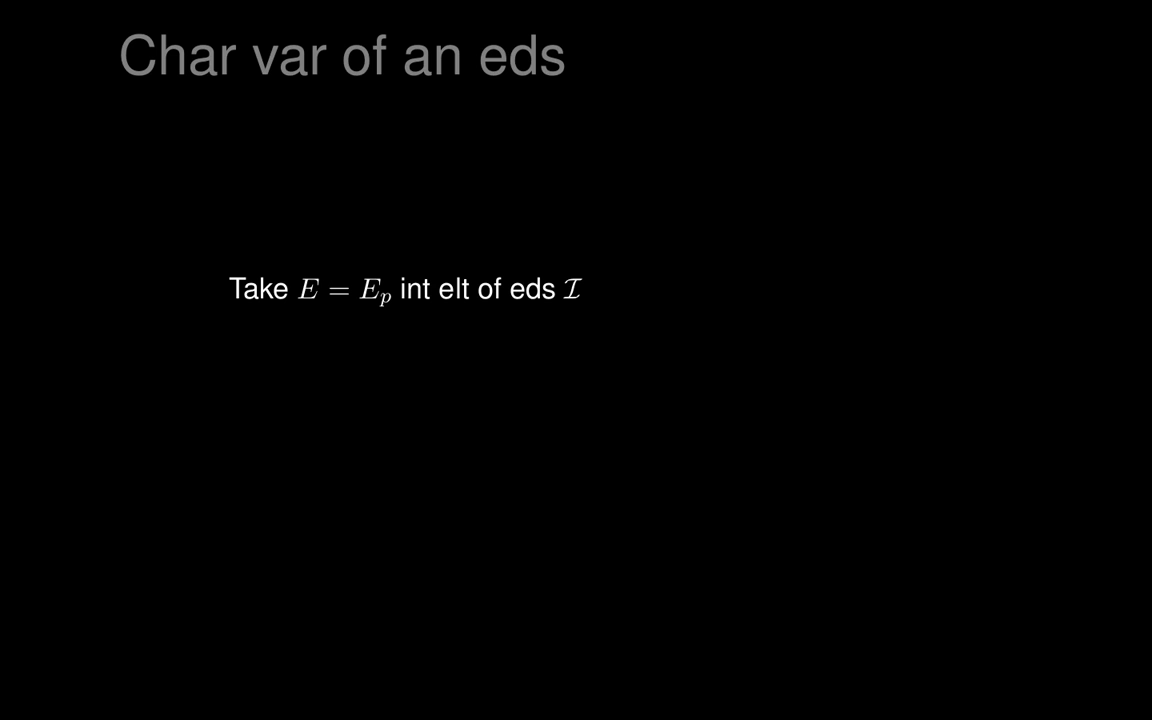 Char var of an eds
Take $E = E_p$ int elt of eds $\mathcal{I}$